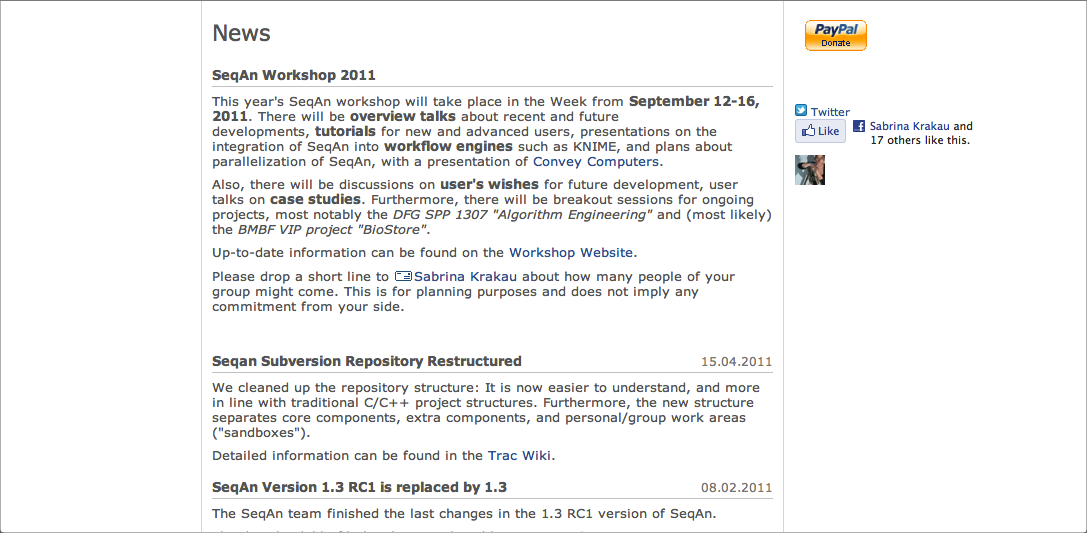 News
SeqAn Workshop 2011
This year's SeqAn workshop will take place in the Week from September 12-16,
2011. There will be overview talks about recent and future
developments, tutorials for new and advanced users, presentations on the
integration of SeqAn into workflow engines such as KNIME, and plans about
parallelization of SeqAn, with a presentation of Convey Computers.
Also, there will be discussions on user's wishes for future development, user
talks on case studies. Furthermore, there will be breakout sessions for ongoing
projects, most notably the DFG SPP 1307 "Algorithm Engineering" and (most likely)
the BMBF VIP project "BioStore".
Up-to-date information can be found on the Workshop Website.
Please drop a short line to Sabrina Krakau about how many people of your
group might come. This is for planning purposes and does not imply any
commitment from your side.
Seqan Subversion Repository Restructured 15.04.2011
We cleaned up the repository structure: It is now easier to understand, and more
in line with traditional C/C++ project structures. Furthermore, the new structure
separates core components, extra components, and personal/group work areas
("sandboxes").
Detailed information can be found in the Trac Wiki.
SeqAn Version 1.3 RC1 is replaced by 1.3 08.02.2011
The SeqAn team finished the last changes in the 1.3 RC1 version of SeqAn.
PayPal
Donate
Twitter
Like
Sabrina Krakau and
17 others like this.